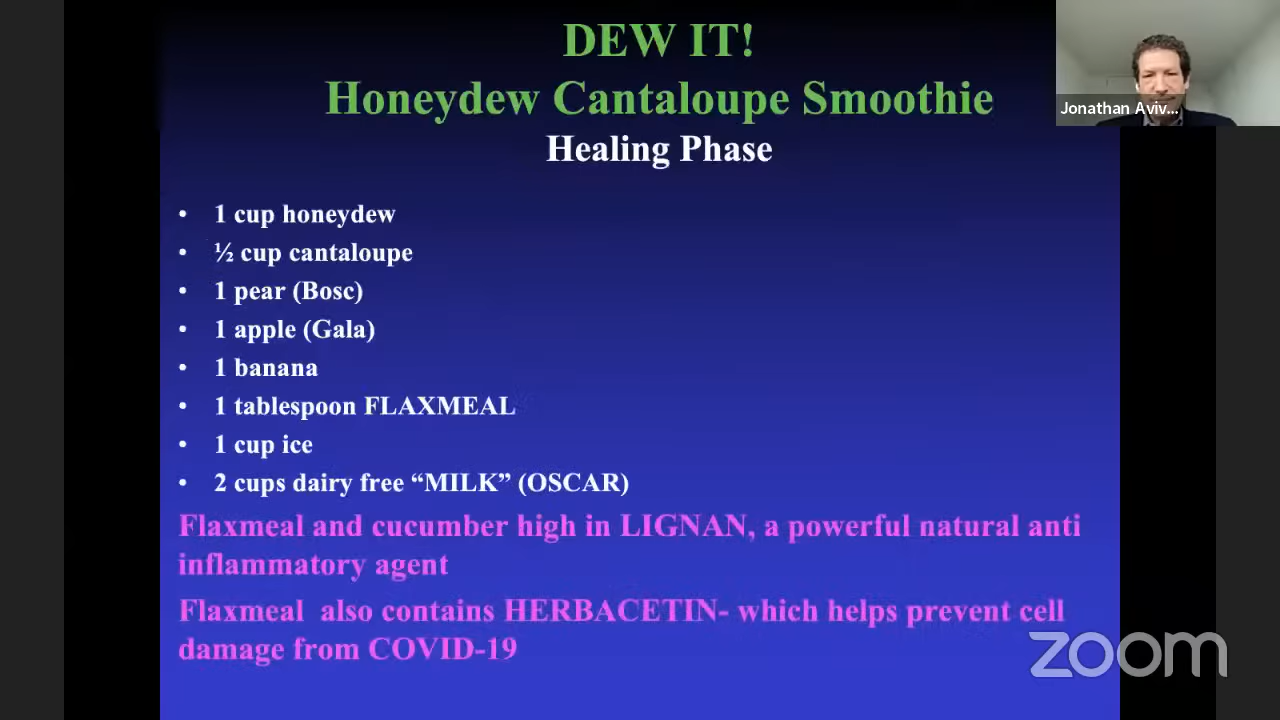 DEW IT!
Honeydew Cantaloupe Smoothie
Healing Phase
Jonathan Aviv...
• 1 cup honeydew
• ½ cup cantaloupe
• 1 pear (Bosc)
• 1 apple (Gala)
• 1 banana
• 1 tablespoon FLAXMEAL
• 1 cup ice
• 2 cups dairy free “MILK” (OSCAR)
Flaxmeal and cucumber high in LIGNAN, a powerful natural anti
inflammatory agent
Flaxmeal also contains HERBACETIN- which helps prevent cell
damage from COVID-19
zoom